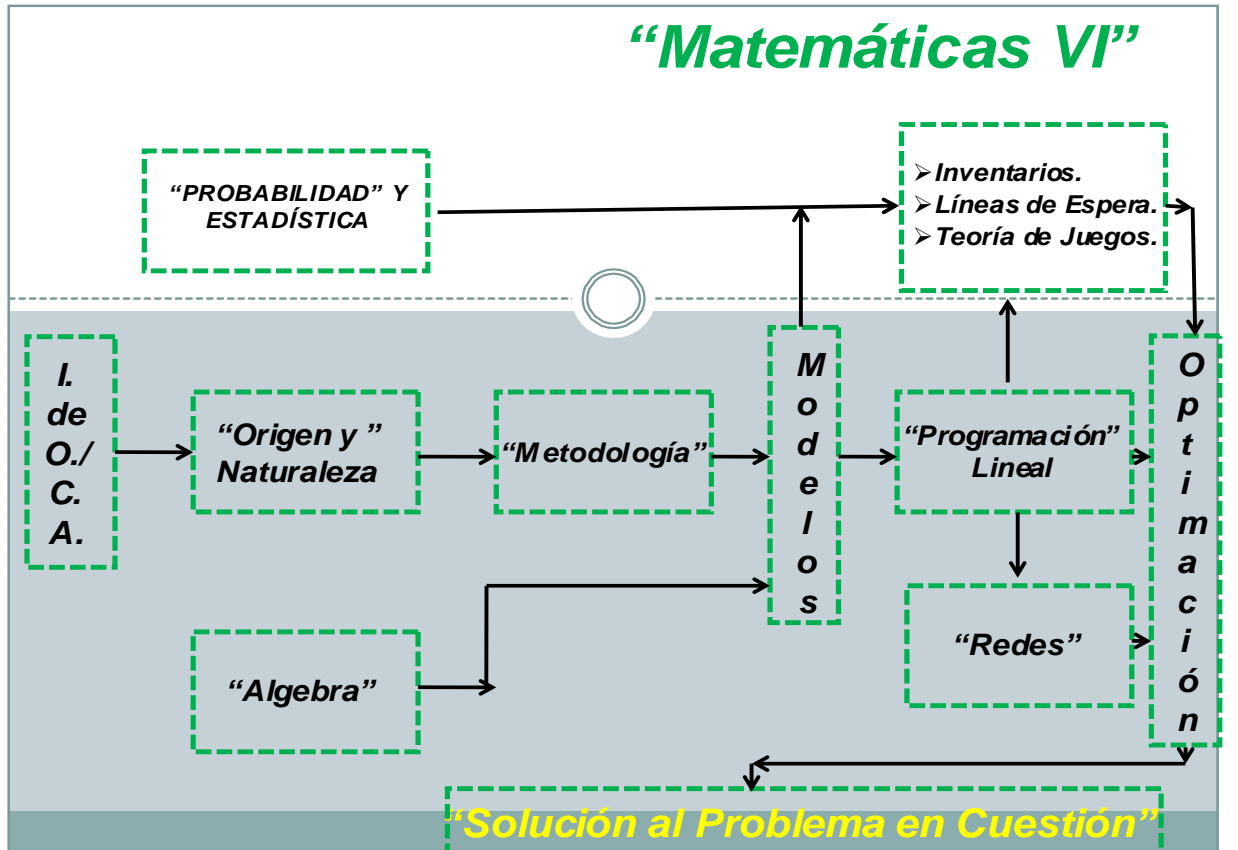 “Matemáticas VI”
“PROBABILIDAD” Y
ESTADÍSTICA
➢Inventarios.
➢Líneas de Espera.
➢Teoría de Juegos.
I.
de
O./
C.
A.
“Origen y ”
Naturaleza
“Metodología”
M
o
d
e
l
o
s
“Programación”
Lineal
O
p
t
i
m
a
c
i
ó
n
“Algebra”
“Redes”
“Solución al Problema en Cuestión”